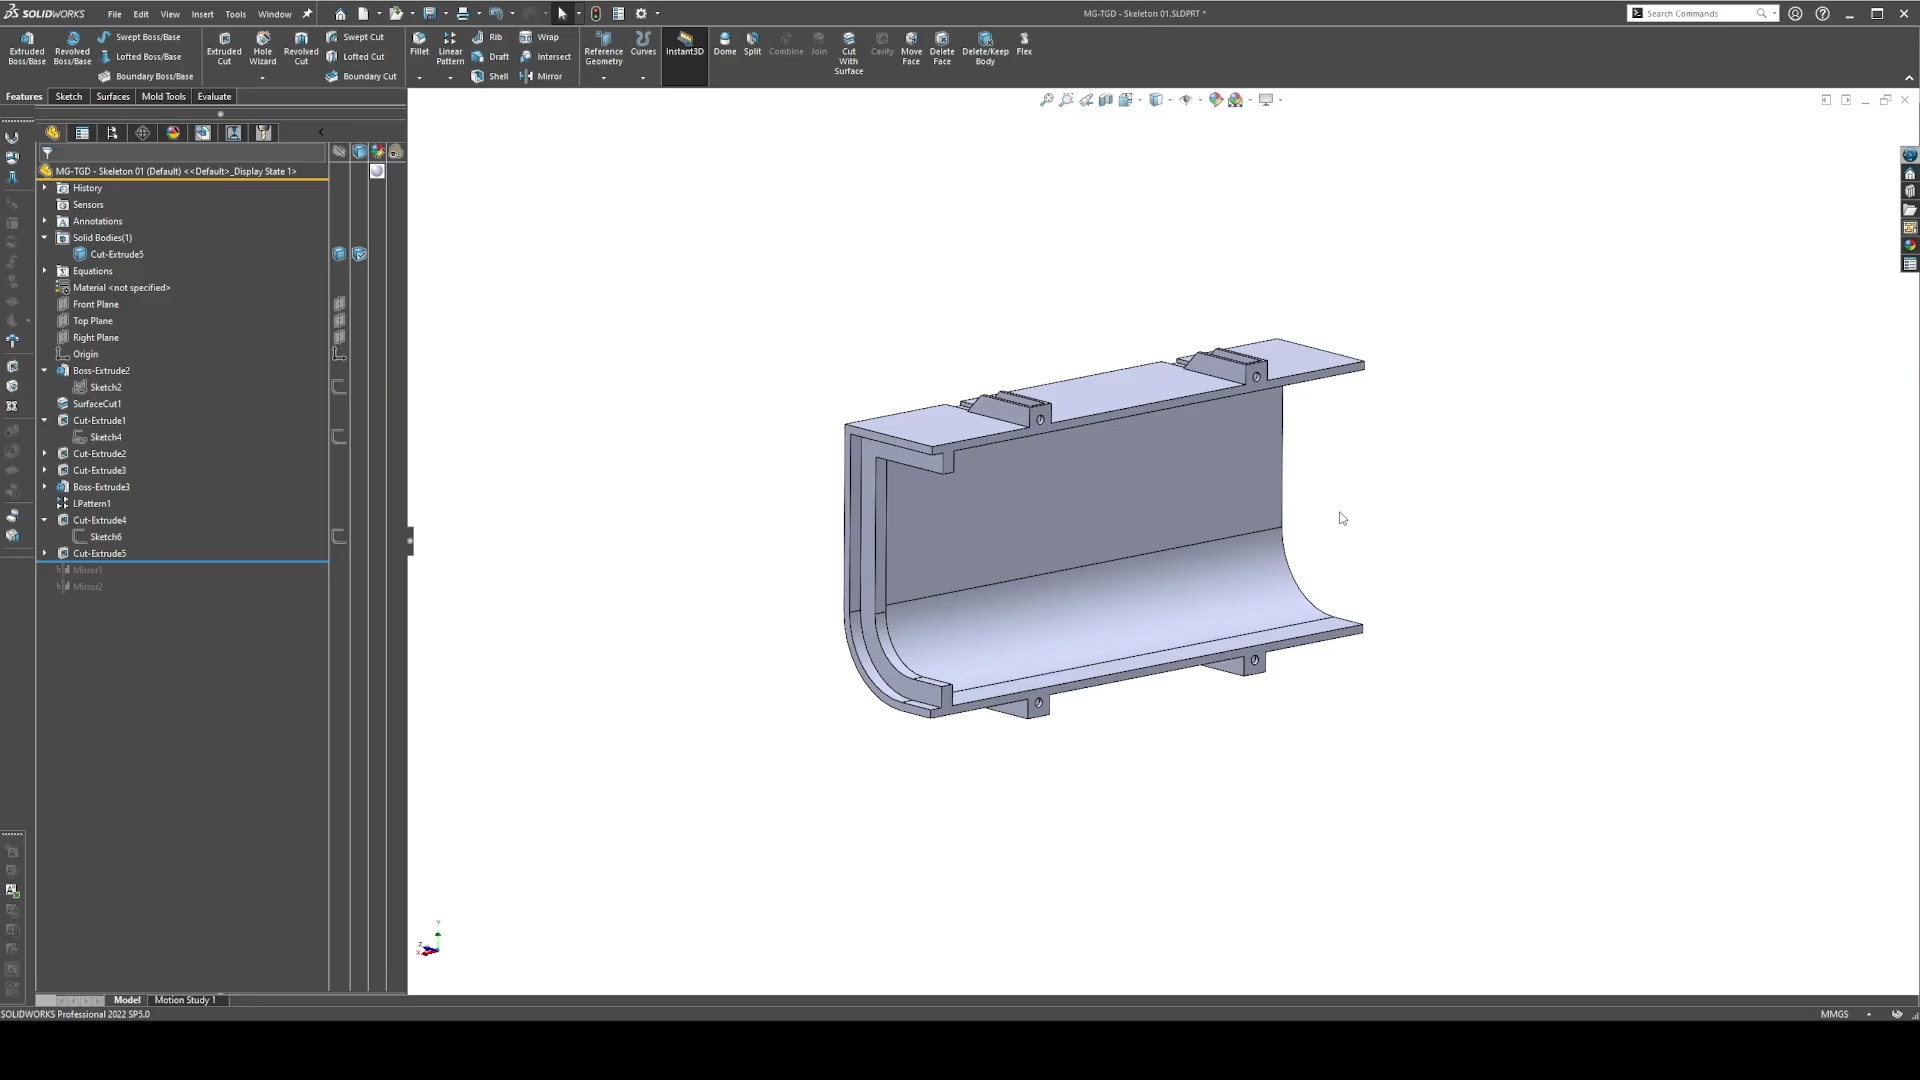 SOLIDWORKS File Edit View Insert Tools Window
MG-TGD - Skeleton 01.SLDPRT *
Search Commands
Extruded Boss/Base
Revolved Boss/Base
Swept Boss/Base
Lofted Boss/Base
Boundary Boss/Base
Extruded Cut
Hole Wizard
Revolved Cut
Swept Cut
Lofted Cut
Boundary Cut
Fillet
Linear Pattern
Rib
Draft
Shell
Wrap
Intersect
Mirror
Reference Geometry
Curves
Instant3D
Dome
Split
Combine
Join
Cut With Surface
Cavity
Move Face
Delete Face
Delete/Keep Body
Flex
Features Sketch Surfaces Mold Tools Evaluate
MG-TGD - Skeleton 01 (Default) <<Default>_Display State 1>
History
Sensors
Annotations
Solid Bodies(1)
Cut-Extrude5
Equations
Material <not specified>
Front Plane
Top Plane
Right Plane
Origin
Boss-Extrude2
Sketch2
SurfaceCut1
Cut-Extrude1
Sketch4
Cut-Extrude2
Cut-Extrude3
Boss-Extrude3
LPattern1
Cut-Extrude4
Sketch6
Cut-Extrude5
Mirror1
Mirror2
Y
Z
X
Model Motion Study 1
SOLIDWORKS Professional 2022 SP5.0
MMGS